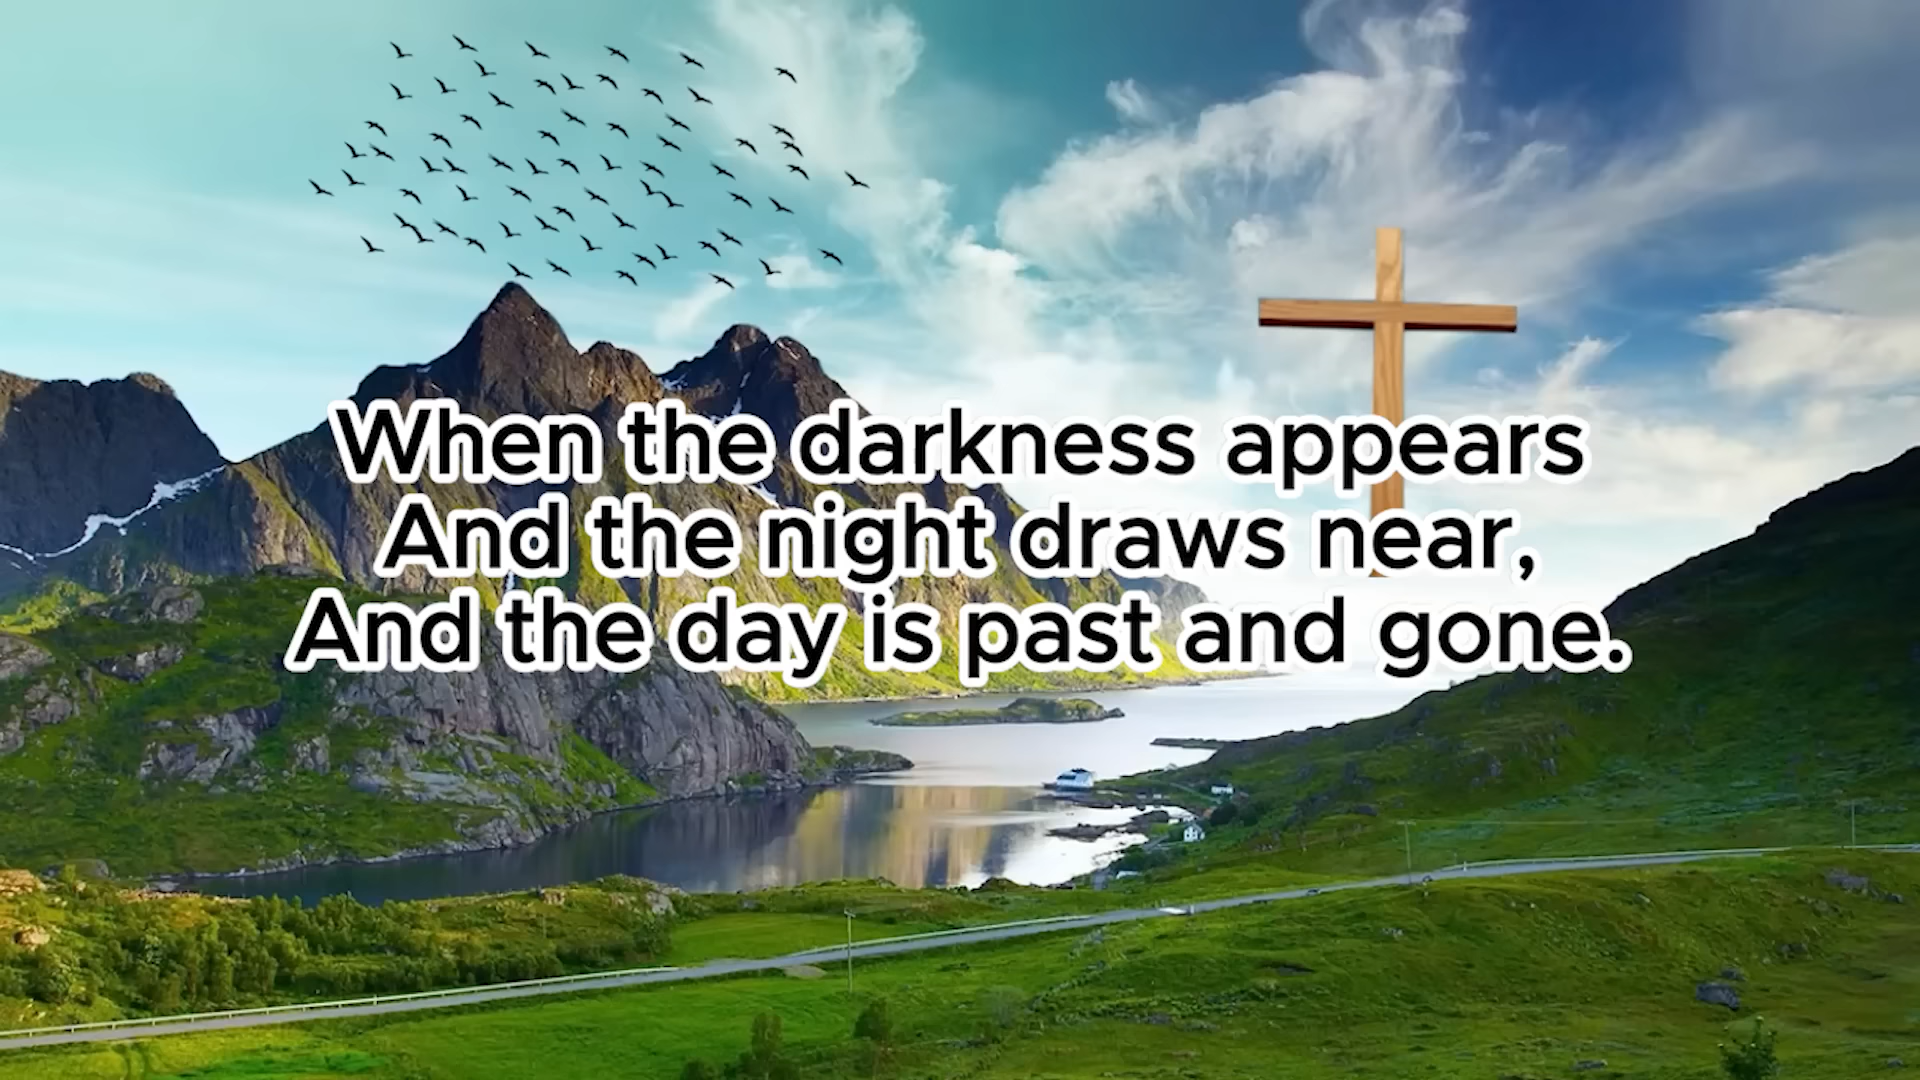 When the darkness appears
And the night draws near,
And the day is past and gone.